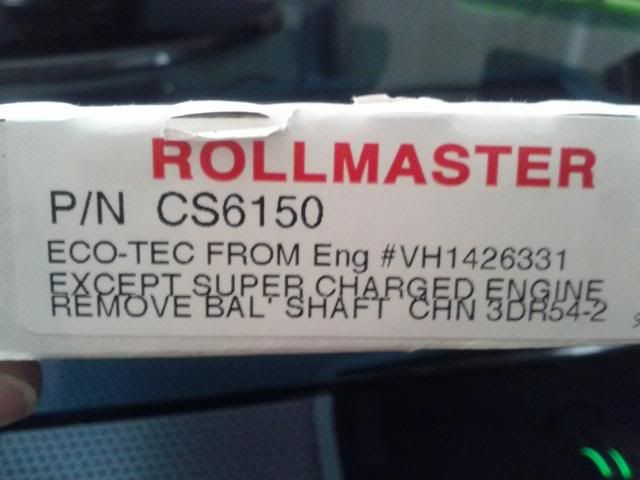 ROLLMASTER
P/N CS6150
ECO-TEC FROM Eng #VH1426331
EXCEPT SUPER CHARGED ENGINE
REMOVE BAL' SHAFT CHN 3DR54-2